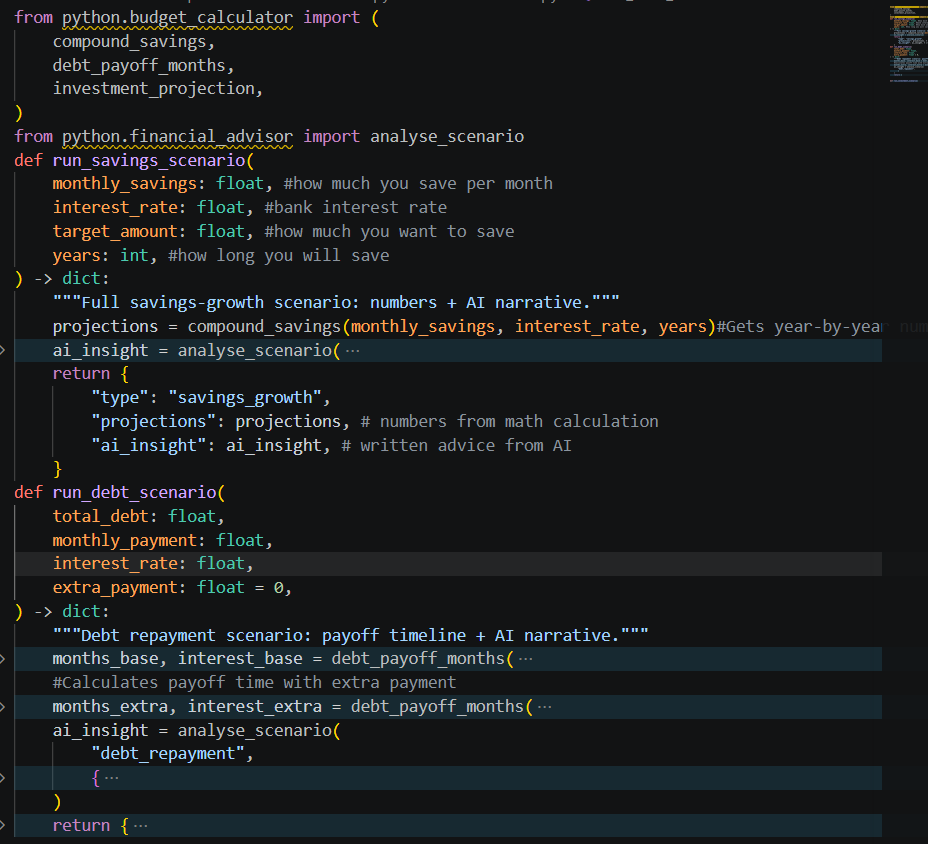 from python.budget_calculator import (
    compound_savings,
    debt_payoff_months,
    investment_projection,
)
from python.financial_advisor import analyse_scenario
def run_savings_scenario(
    monthly_savings: float, #how much you save per month
    interest_rate: float, #bank interest rate
    target_amount: float, #how much you want to save
    years: int, #how long you will save
) -> dict:
    """Full savings-growth scenario: numbers + AI narrative."""
    projections = compound_savings(monthly_savings, interest_rate, years)#Gets year-by-year num
    ai_insight = analyse_scenario( ···
    return {
        "type": "savings_growth",
        "projections": projections, # numbers from math calculation
        "ai_insight": ai_insight, # written advice from AI
    }
def run_debt_scenario(
    total_debt: float,
    monthly_payment: float,
    interest_rate: float,
    extra_payment: float = 0,
) -> dict:
    """Debt repayment scenario: payoff timeline + AI narrative."""
    months_base, interest_base = debt_payoff_months( ···
    #Calculates payoff time with extra payment
    months_extra, interest_extra = debt_payoff_months( ···
    ai_insight = analyse_scenario(
        "debt_repayment",
        { ···
    )
    return { ···